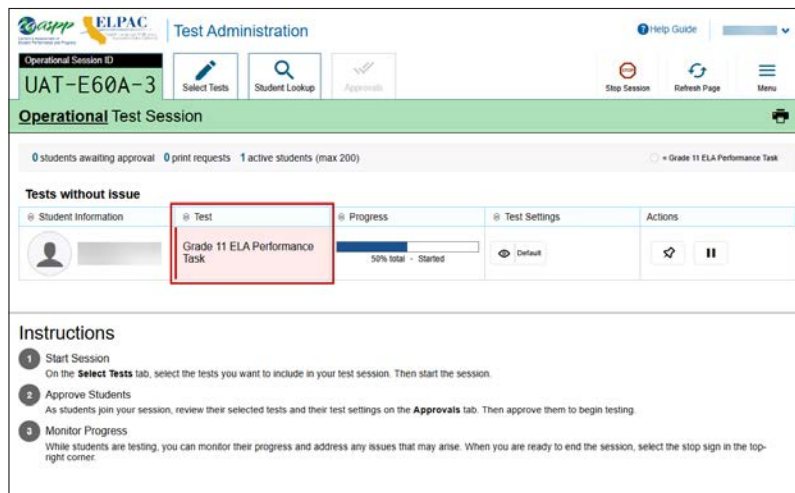 caaspp ELPAC Test Administration
Help Guide
Operational Session ID
UAT-E60A-3
Select Tests
Student Lookup
Approvals
STOP
Stop Session
Refresh Page
Menu
Operational Test Session
0 students awaiting approval 0 print requests 1 active students (max 200)
= Grade 11 ELA Performance Task
Tests without issue
Student Information Test Progress Test Settings Actions
Grade 11 ELA Performance
Task
50% total - Started
Default
Instructions
1 Start Session
On the Select Tests tab, select the tests you want to include in your test session. Then start the session.
2 Approve Students
As students join your session, review their selected tests and their test settings on the Approvals tab. Then approve them to begin testing.
3 Monitor Progress
While students are testing, you can monitor their progress and address any issues that may arise. When you are ready to end the session, select the stop sign in the top-
right corner.